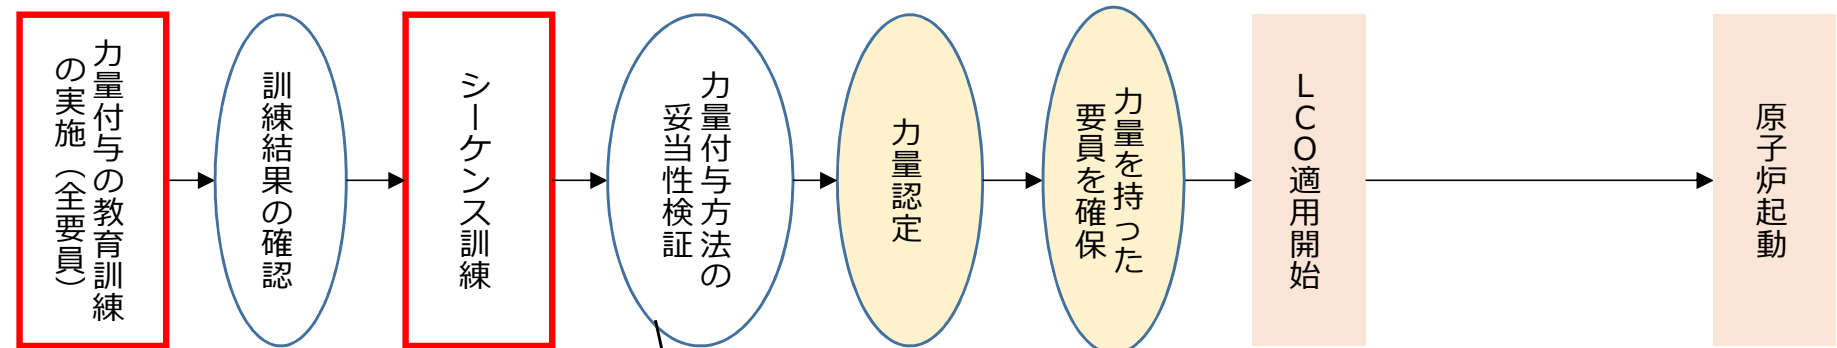 力量付与の教育訓練
の実施（全要員）
訓練結果の確認
シーケンス訓練
力量付与方法の
妥当性検証
力量認定
力量を持った
要員を確保
LCO適用開始
原子炉起動